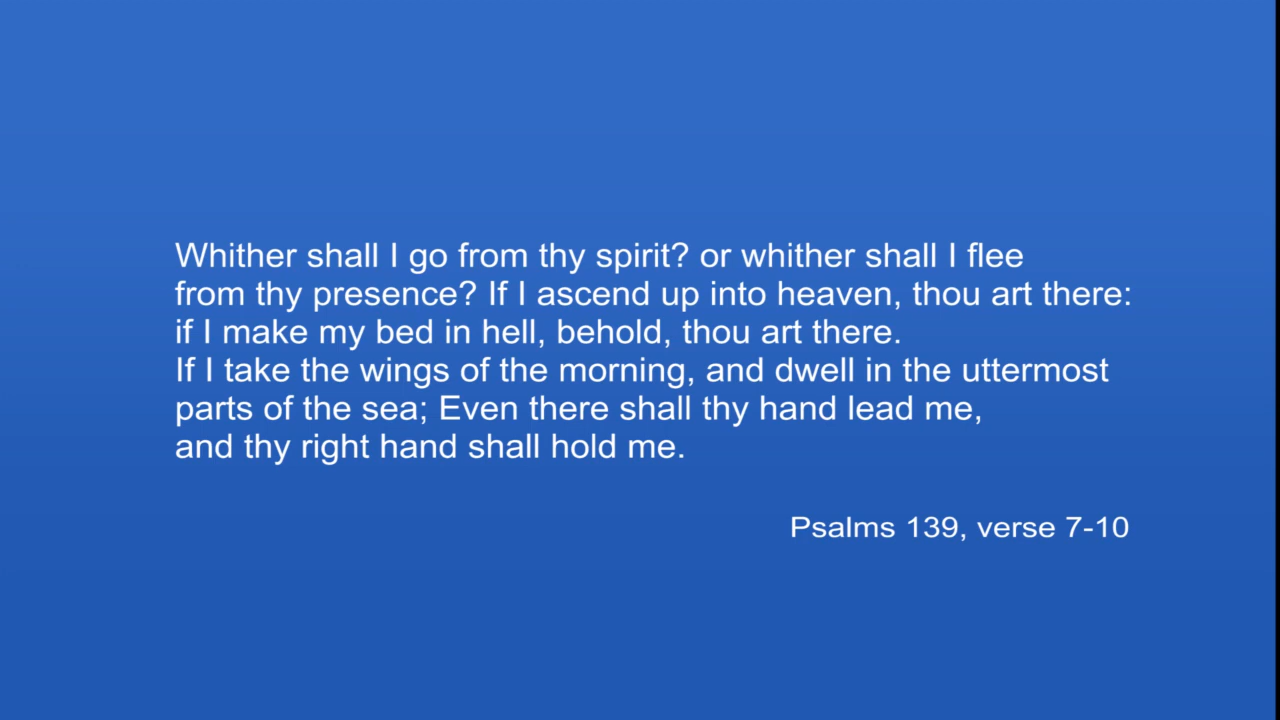 Whither shall I go from thy spirit? or whither shall I flee
from thy presence? If I ascend up into heaven, thou art there:
if I make my bed in hell, behold, thou art there.
If I take the wings of the morning, and dwell in the uttermost
parts of the sea; Even there shall thy hand lead me,
and thy right hand shall hold me.
Psalms 139, verse 7-10